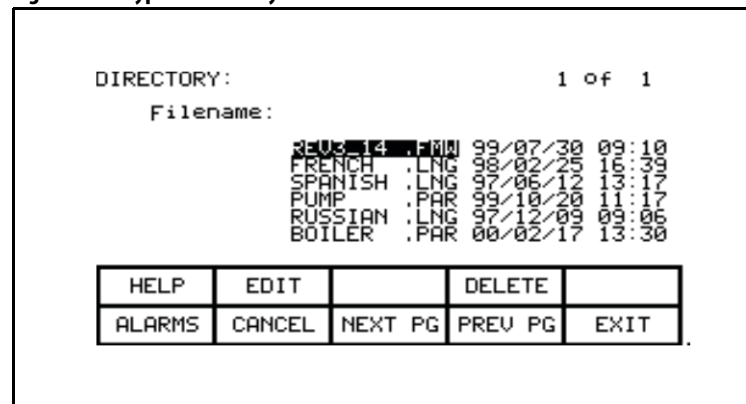 DIRECTORY: 1 of 1
Filename:
REV3_14 .FMW 99/07/30 09:10
FRENCH .LNG 98/02/25 16:39
SPANISH .LNG 97/06/12 13:17
PUMP .PAR 99/10/20 11:17
RUSSIAN .LNG 97/12/09 09:06
BOILER .PAR 00/02/17 13:30
HELP EDIT DELETE
ALARMS CANCEL NEXT PG PREV PG EXIT
.